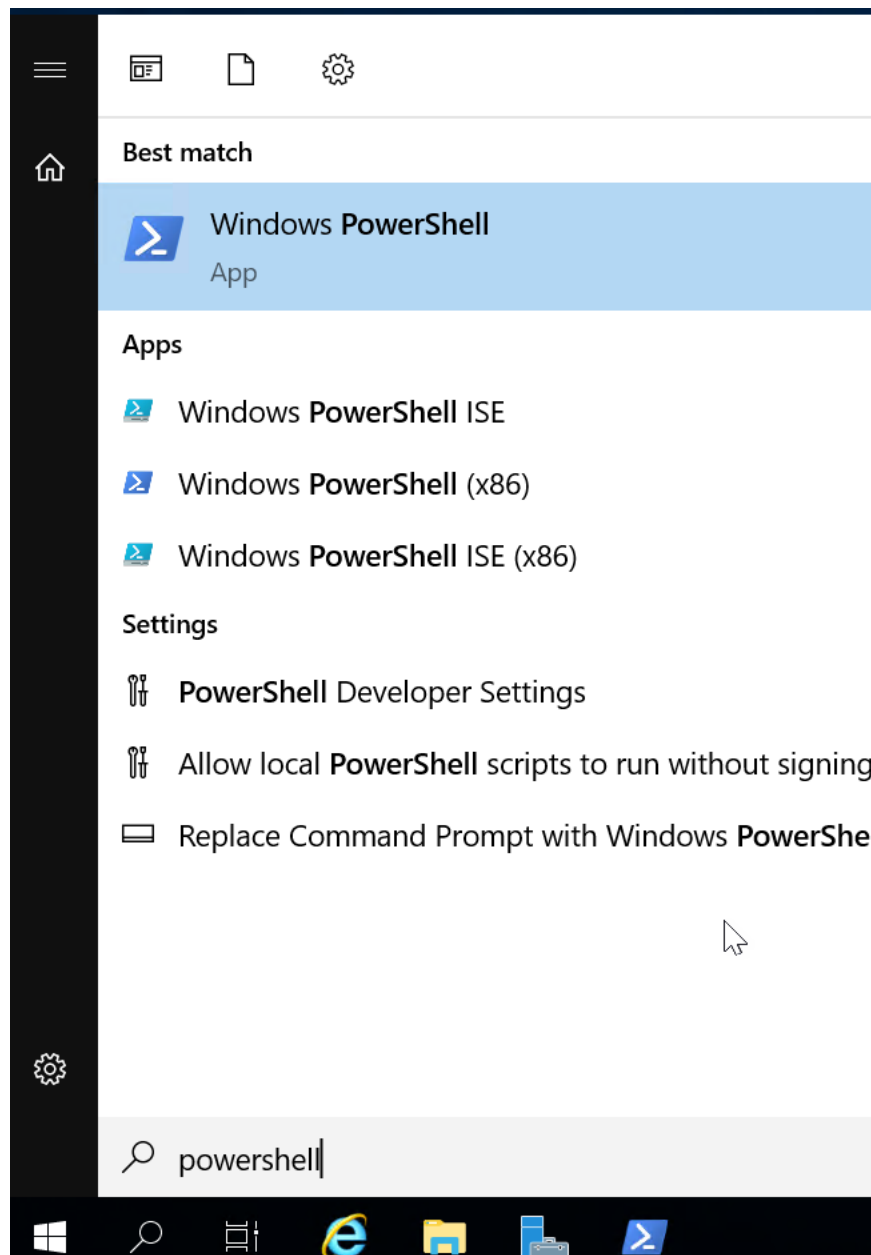 Best match
Windows PowerShell
App
Apps
Windows PowerShell ISE
Windows PowerShell (x86)
Windows PowerShell ISE (x86)
Settings
PowerShell Developer Settings
Allow local PowerShell scripts to run without signing
Replace Command Prompt with Windows PowerShe
powershell